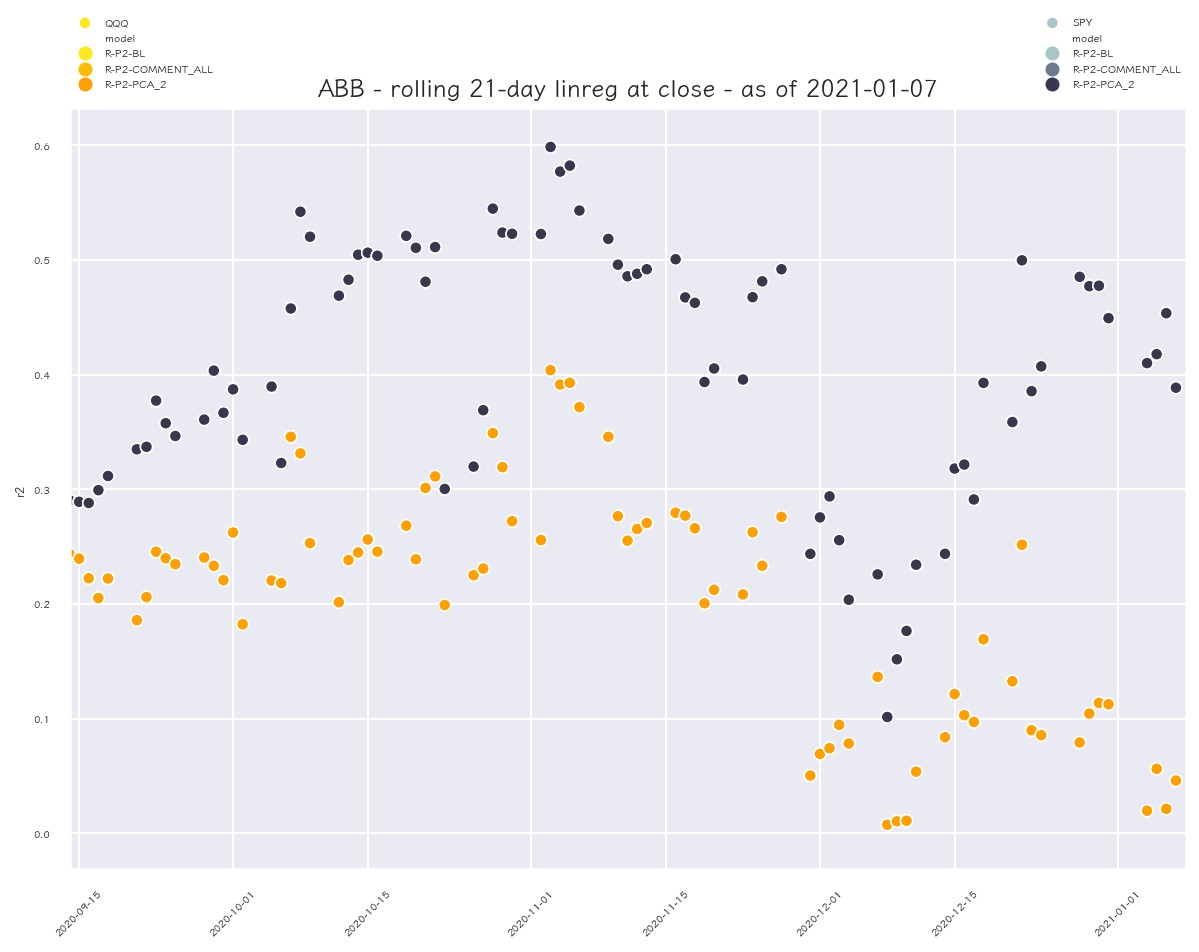 QQQ
model
R-P2-BL
R-P2-COMMENT_ALL
R-P2-PCA_2
SPY
model
R-P2-BL
R-P2-COMMENT_ALL
R-P2-PCA_2
ABB - rolling 21-day linreg at close - as of 2021-01-07
r2
0.6
0.5
0.4
0.3
0.2
0.1
0.0
2020-09-15
2020-10-01
2020-10-15
2020-11-01
2020-11-15
2020-12-01
2020-12-15
2021-01-01